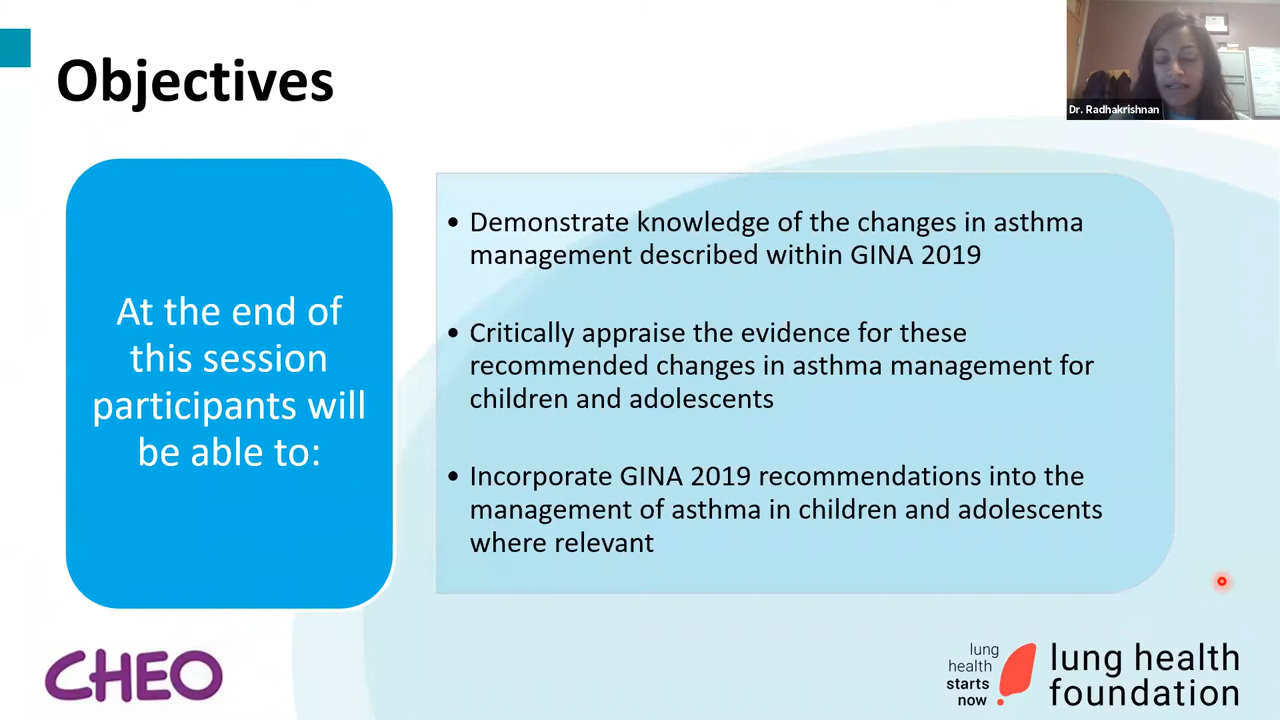 Objectives
Dr. Radhakrishnan
At the end of
this session
participants will
be able to:
• Demonstrate knowledge of the changes in asthma
management described within GINA 2019
• Critically appraise the evidence for these
recommended changes in asthma management for
children and adolescents
• Incorporate GINA 2019 recommendations into the
management of asthma in children and adolescents
where relevant
CHEO
lung
health
starts
now
lung health
foundation